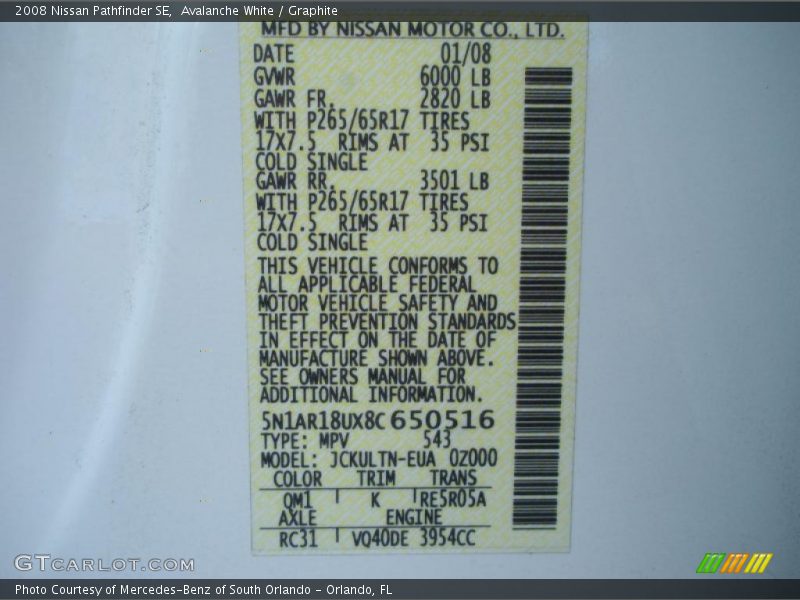 2008 Nissan Pathfinder SE,  Avalanche White / Graphite
MFD BY NISSAN MOTOR CO., LTD.
DATE 01/08
GVWR 6000 LB
GAWR FR. 2820 LB
WITH P265/65R17 TIRES
17X7.5 RIMS AT 35 PSI
COLD SINGLE
GAWR RR. 3501 LB
WITH P265/65R17 TIRES
17X7.5 RIMS AT 35 PSI
COLD SINGLE
THIS VEHICLE CONFORMS TO
ALL APPLICABLE FEDERAL
MOTOR VEHICLE SAFETY AND
THEFT PREVENTION STANDARDS
IN EFFECT ON THE DATE OF
MANUFACTURE SHOWN ABOVE.
SEE OWNERS MANUAL FOR
ADDITIONAL INFORMATION.
5N1AR18UX8C650516
TYPE: MPV 543
MODEL: JCKULTN-EUA 0Z000
COLOR TRIM TRANS
QM1 K RE5R05A
AXLE ENGINE
RC31 VQ40DE 3954CC
GTCARLOT.COM
Photo Courtesy of Mercedes-Benz of South Orlando - Orlando, FL